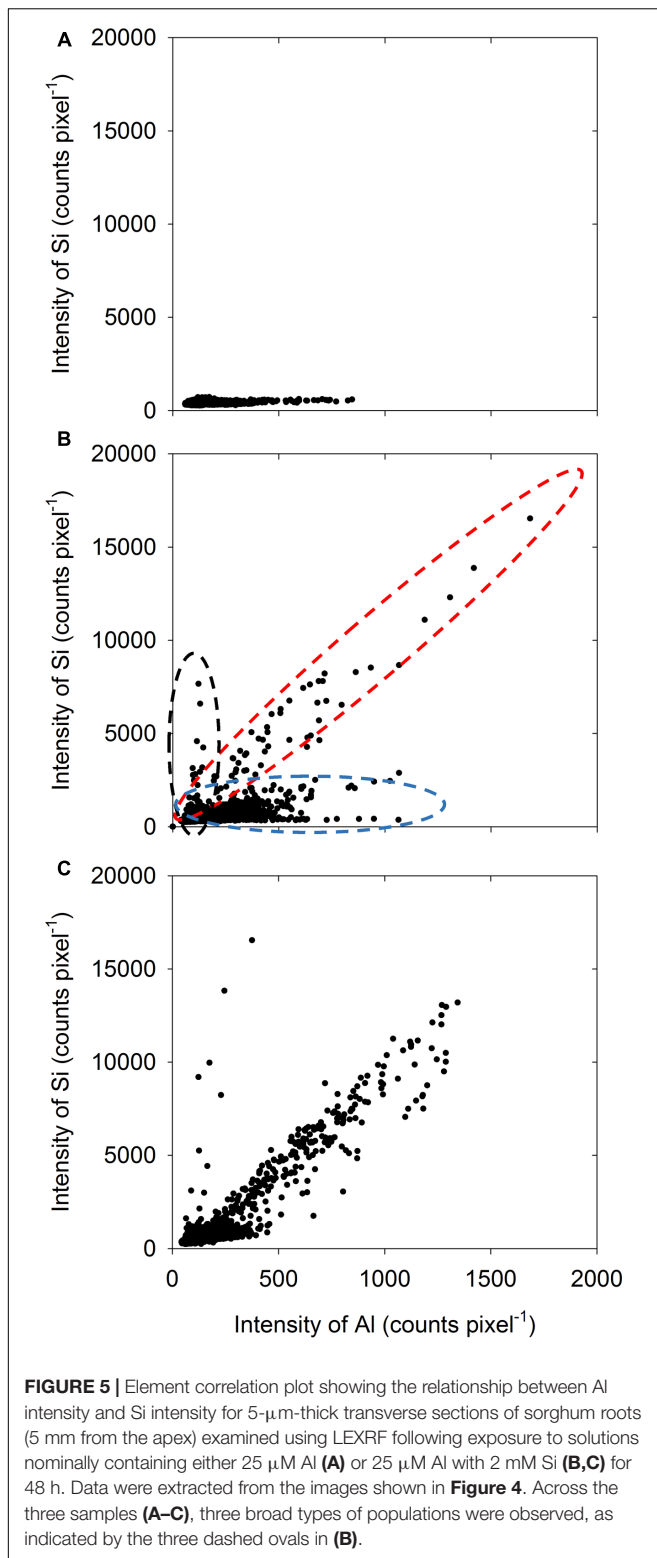 A
20000
15000
10000
5000
0
Intensity of Si (counts pixel-1)
B
20000
15000
10000
5000
0
Intensity of Si (counts pixel-1)
C
20000
15000
10000
5000
0
Intensity of Si (counts pixel-1)
0 500 1000 1500 2000
Intensity of Al (counts pixel-1)
FIGURE 5 | Element correlation plot showing the relationship between Al
intensity and Si intensity for 5-μm-thick transverse sections of sorghum roots
(5 mm from the apex) examined using LEXRF following exposure to solutions
nominally containing either 25 μM Al (A) or 25 μM Al with 2 mM Si (B,C) for
48 h. Data were extracted from the images shown in Figure 4. Across the
three samples (A–C), three broad types of populations were observed, as
indicated by the three dashed ovals in (B).